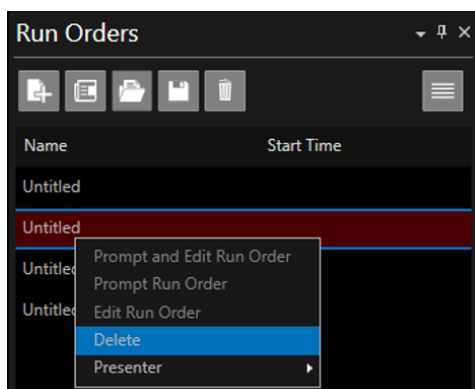 Run Orders
Name Start Time
Untitled
Untitled
Prompt and Edit Run Order
Untitled
Prompt Run Order
Edit Run Order
Untitled
Delete
Presenter